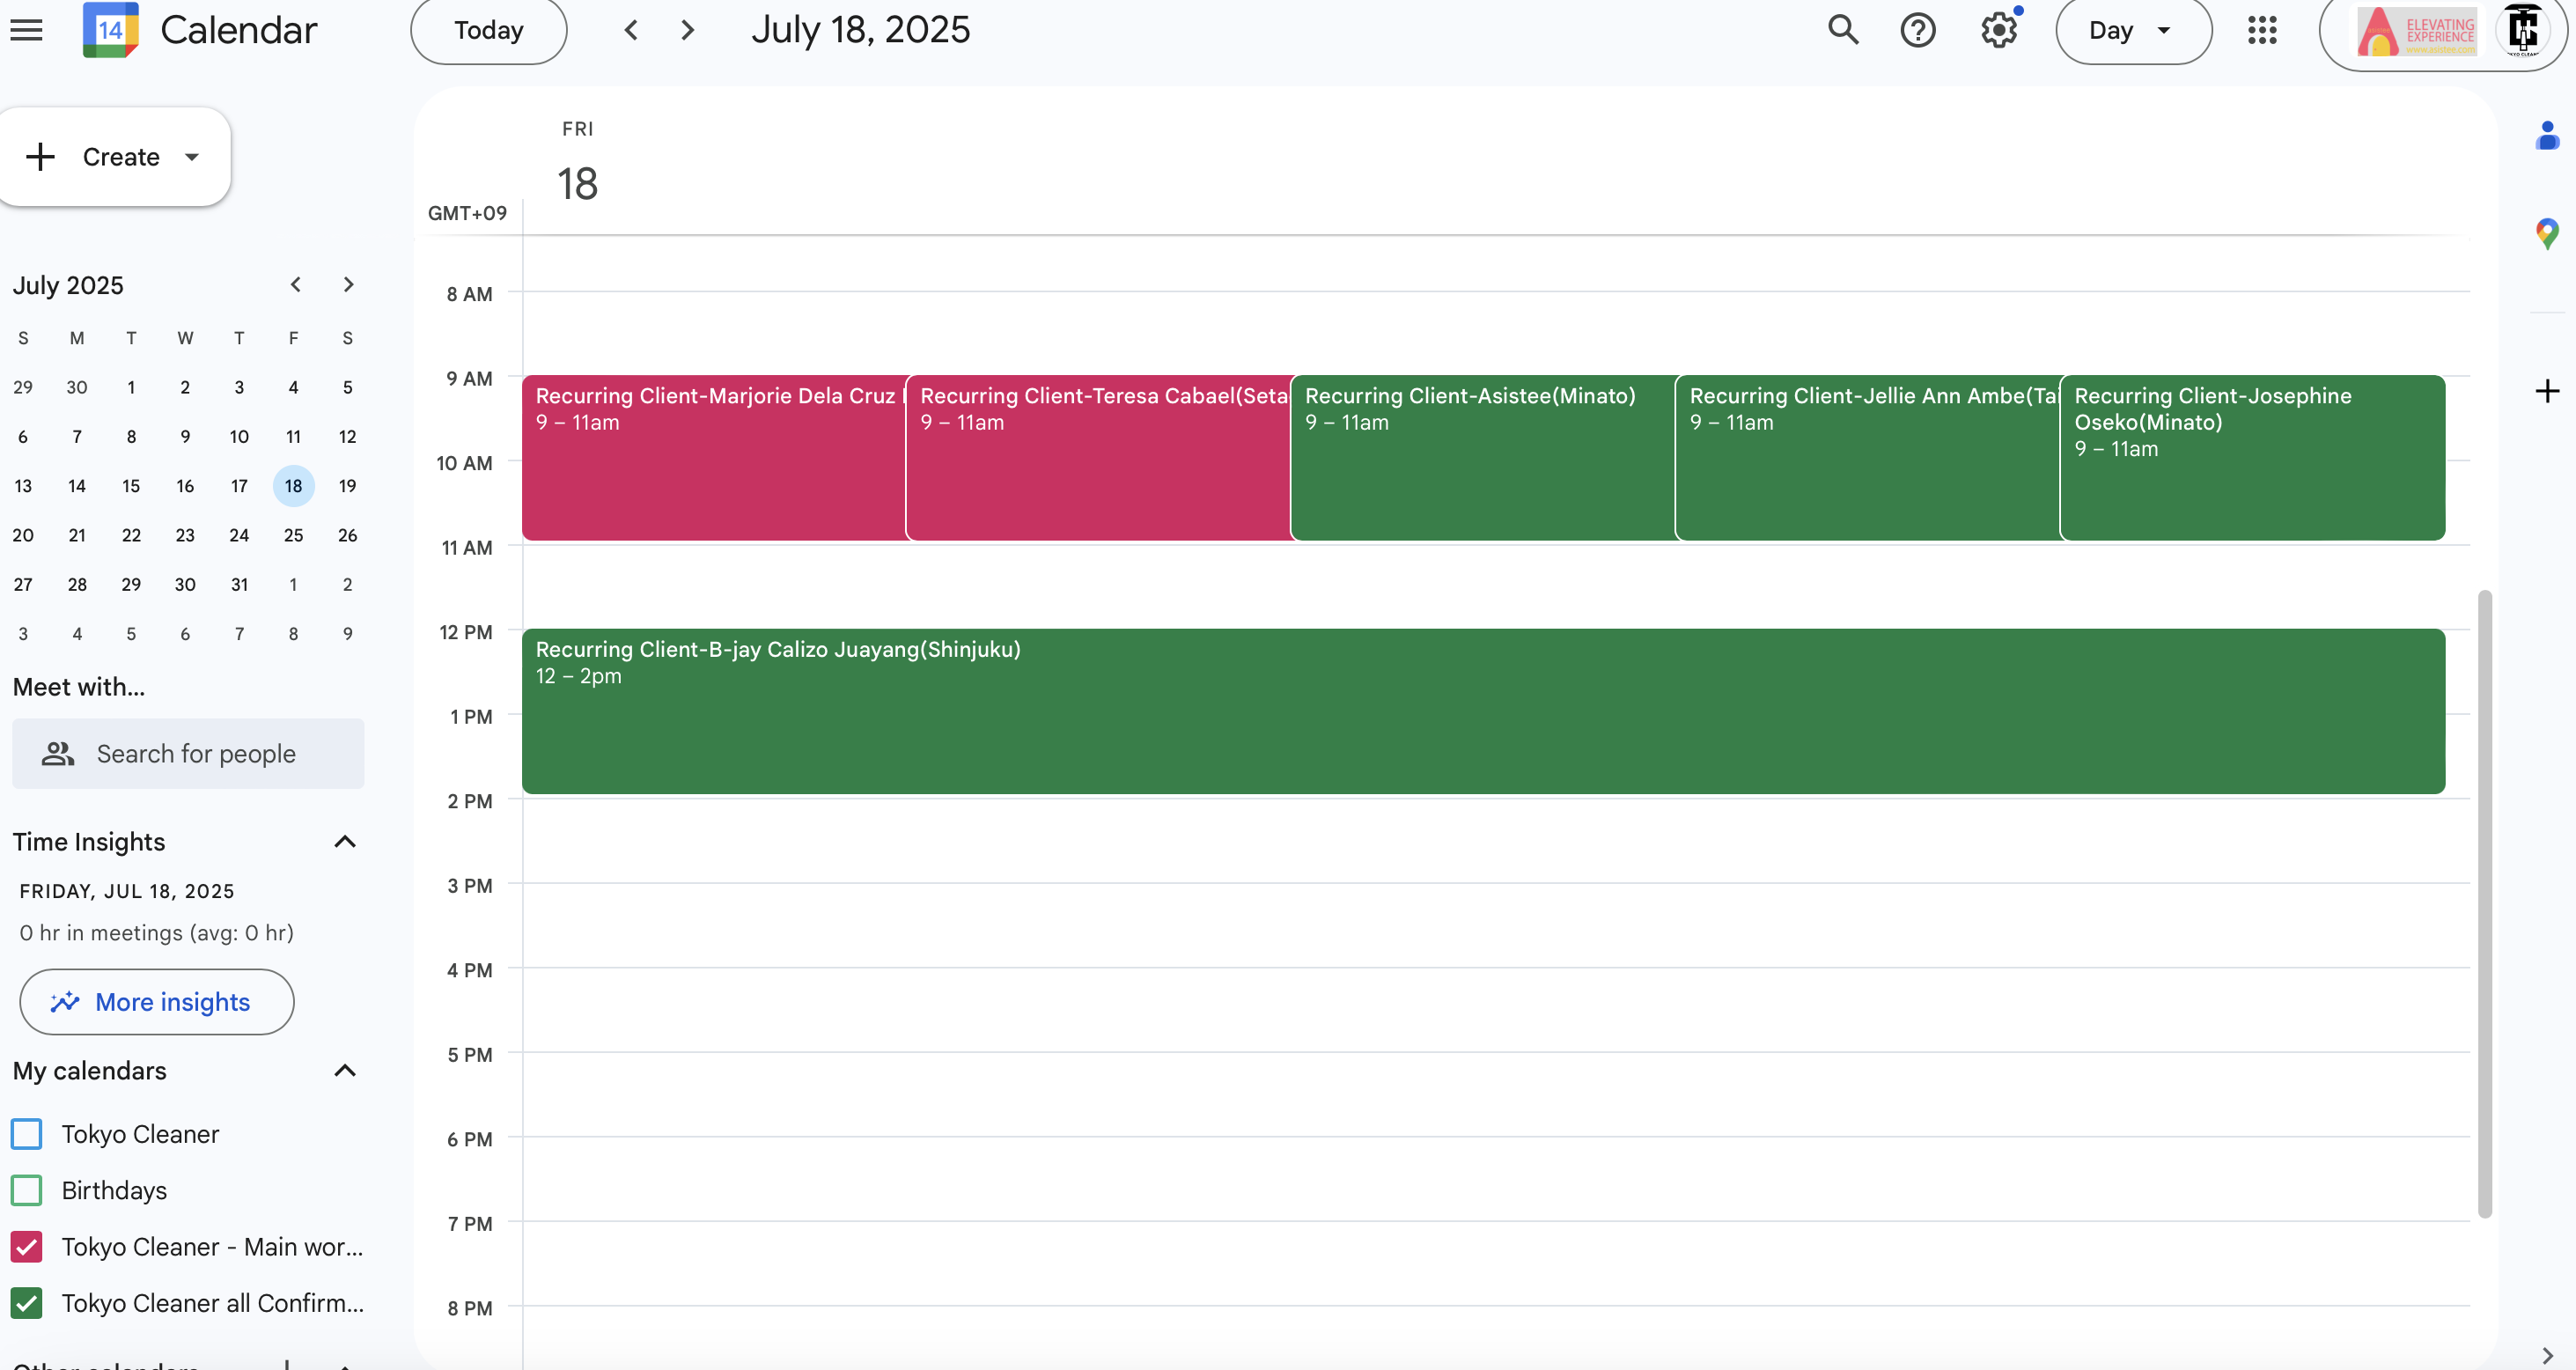 14 Calendar
Today
July 18, 2025
Day
ELEVATING
EXPERIENCE
www.asistee.com
Create
FRI
18
GMT+09
July 2025
S M T W T F S
29 30 1 2 3 4 5
6 7 8 9 10 11 12
13 14 15 16 17 18 19
20 21 22 23 24 25 26
27 28 29 30 31 1 2
3 4 5 6 7 8 9
Meet with...
Search for people
Time Insights
FRIDAY, JUL 18, 2025
0 hr in meetings (avg: 0 hr)
More insights
My calendars
Tokyo Cleaner
Birthdays
Tokyo Cleaner - Main wor...
Tokyo Cleaner all Confirm...
8 AM
9 AM
Recurring Client-Marjorie Dela Cruz
9 – 11am
Recurring Client-Teresa Cabael(Seta
9 – 11am
Recurring Client-Asistee(Minato)
9 – 11am
Recurring Client-Jellie Ann Ambe(Tai
9 – 11am
Recurring Client-Josephine
Oseko(Minato)
9 – 11am
10 AM
11 AM
12 PM
Recurring Client-B-jay Calizo Juayang(Shinjuku)
12 – 2pm
1 PM
2 PM
3 PM
4 PM
5 PM
6 PM
7 PM
8 PM